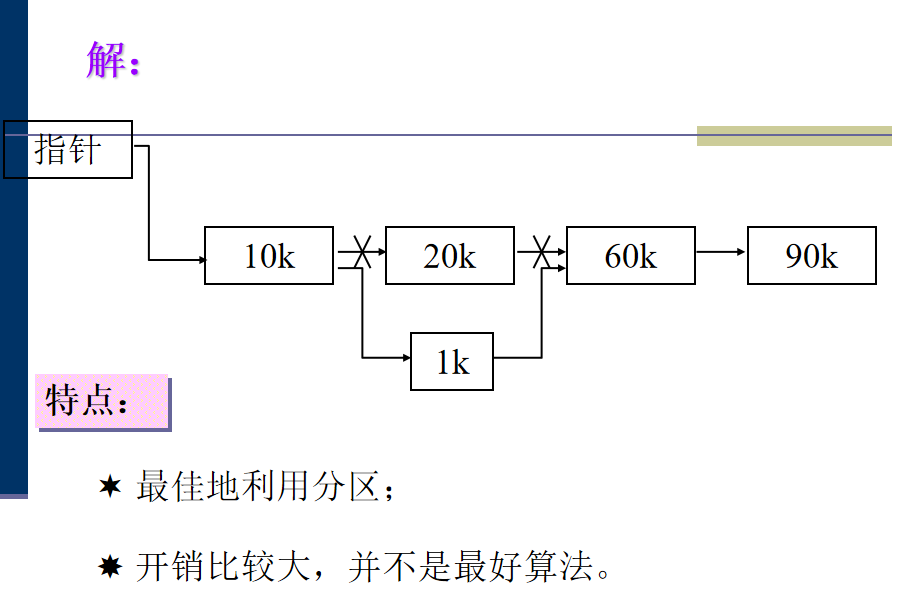 解：
指针
10k
20k
60k
90k
1k
特点：
最佳地利用分区；
开销比较大，并不是最好算法。